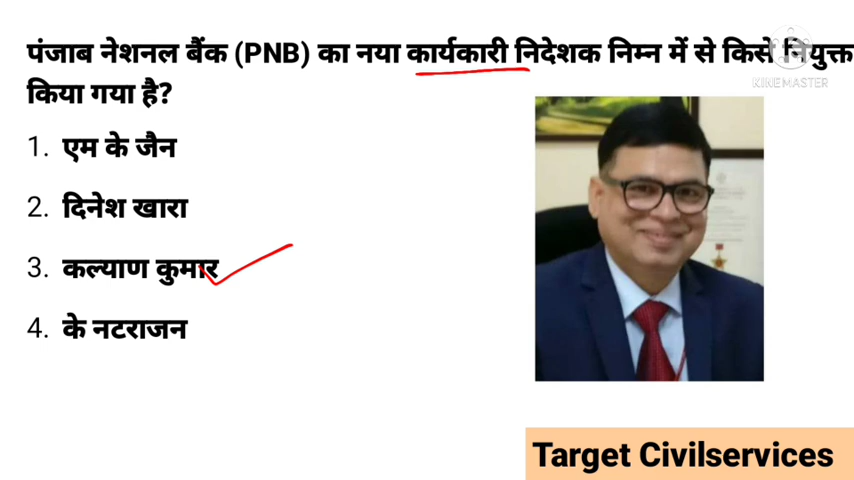 पंजाब नेशनल बैंक (PNB) का नया कार्यकारी निदेशक निम्न में से किसे नियुक्त
किया गया है?
KINEMASTER
1. एम के जैन
2. दिनेश खारा
3. कल्याण कुमार
4. के नटराजन
Target Civilservices